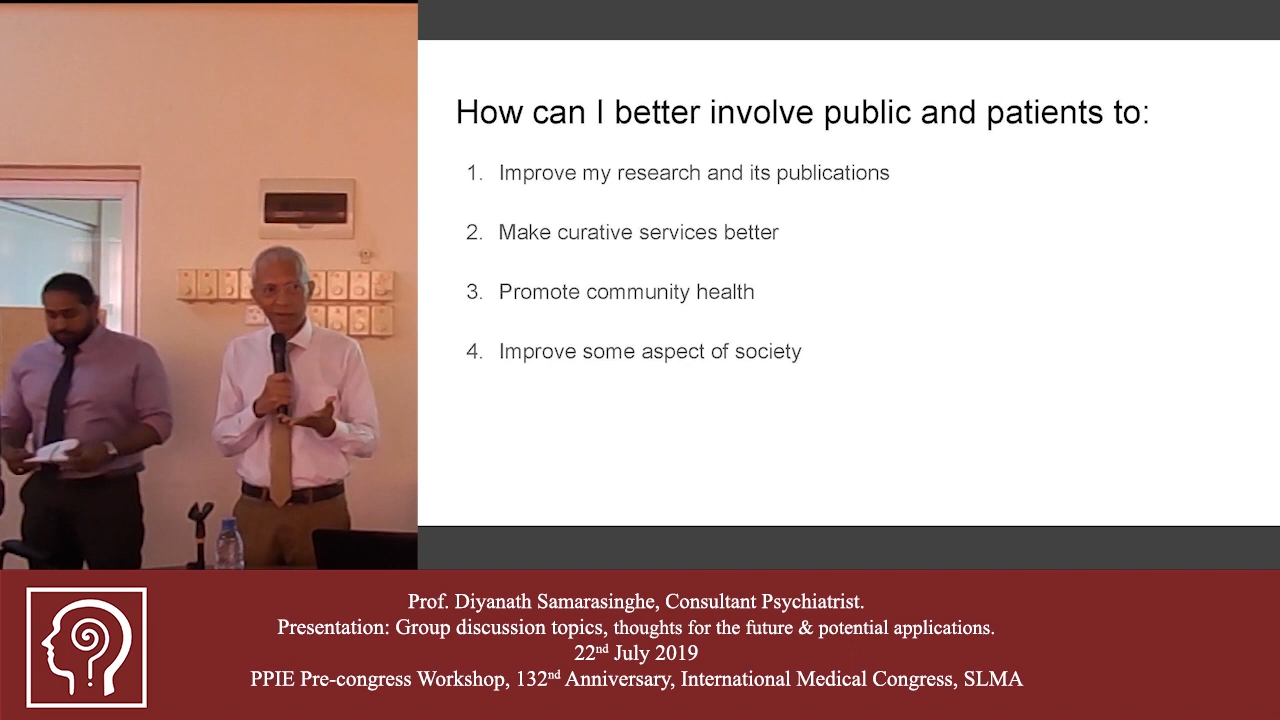 How can I better involve public and patients to:
1. Improve my research and its publications
2. Make curative services better
3. Promote community health
4. Improve some aspect of society
Prof. Diyanath Samarasinghe, Consultant Psychiatrist.
Presentation: Group discussion topics, thoughts for the future & potential applications.
22nd July 2019
PPIE Pre-congress Workshop, 132nd Anniversary, International Medical Congress, SLMA